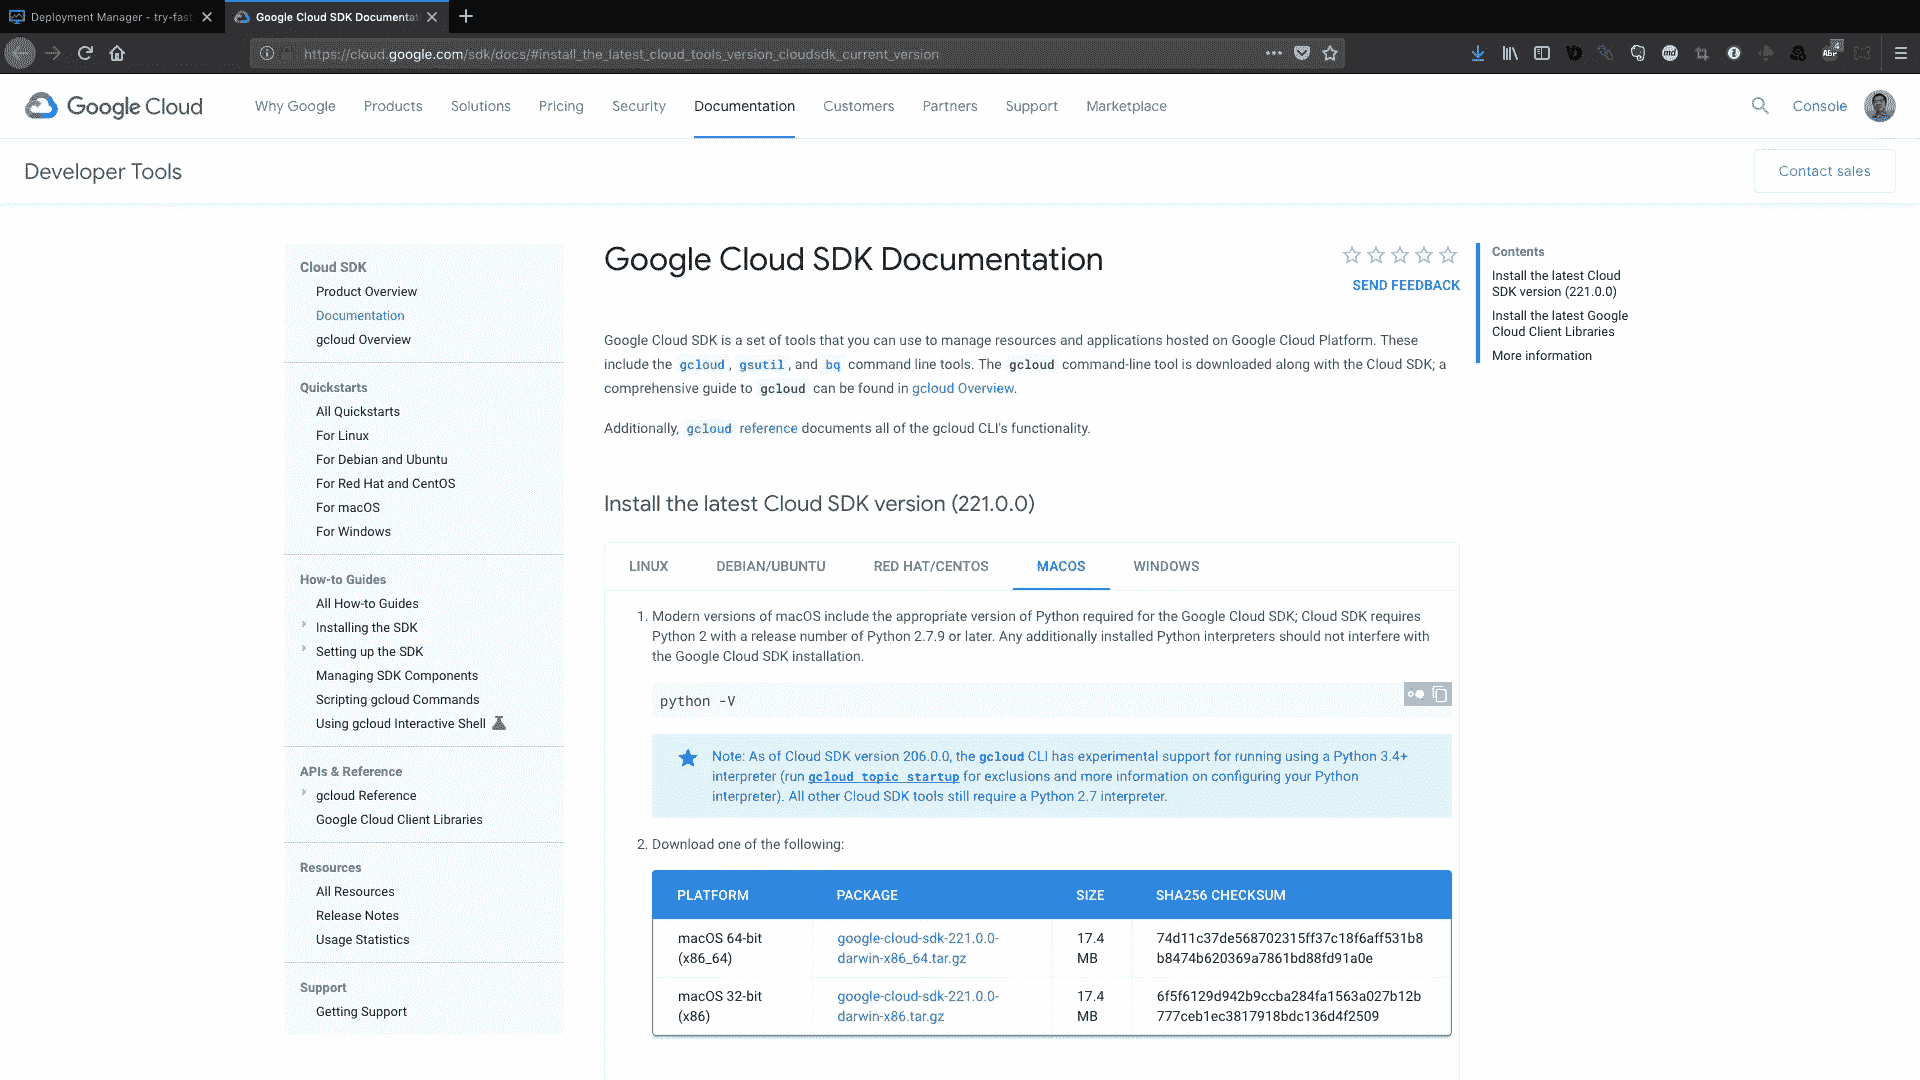 Deployment Manager - try-fast
Google Cloud SDK Documentat
https://cloud.google.com/sdk/docs/#install_the_latest_cloud_tools_version_cloudsdk_current_version
Google Cloud
Why Google
Products
Solutions
Pricing
Security
Documentation
Customers
Partners
Support
Marketplace
Console
Developer Tools
Contact sales
Cloud SDK
Product Overview
Documentation
gcloud Overview
Quickstarts
All Quickstarts
For Linux
For Debian and Ubuntu
For Red Hat and CentOS
For macOS
For Windows
How-to Guides
All How-to Guides
Installing the SDK
Setting up the SDK
Managing SDK Components
Scripting gcloud Commands
Using gcloud Interactive Shell
APIs & Reference
gcloud Reference
Google Cloud Client Libraries
Resources
All Resources
Release Notes
Usage Statistics
Support
Getting Support
Google Cloud SDK Documentation
SEND FEEDBACK
Google Cloud SDK is a set of tools that you can use to manage resources and applications hosted on Google Cloud Platform. These
include the gcloud, gsutil, and bq command line tools. The gcloud command-line tool is downloaded along with the Cloud SDK; a
comprehensive guide to gcloud can be found in gcloud Overview.
Additionally, gcloud reference documents all of the gcloud CLI's functionality.
Install the latest Cloud SDK version (221.0.0)
LINUX
DEBIAN/UBUNTU
RED HAT/CENTOS
MACOS
WINDOWS
1. Modern versions of macOS include the appropriate version of Python required for the Google Cloud SDK; Cloud SDK requires
Python 2 with a release number of Python 2.7.9 or later. Any additionally installed Python interpreters should not interfere with
the Google Cloud SDK installation.
python -V
Note: As of Cloud SDK version 206.0.0, the gcloud CLI has experimental support for running using a Python 3.4+
interpreter (run gcloud topic startup for exclusions and more information on configuring your Python
interpreter). All other Cloud SDK tools still require a Python 2.7 interpreter.
2. Download one of the following:
PLATFORM
PACKAGE
SIZE
SHA256 CHECKSUM
macOS 64-bit
(x86_64)
google-cloud-sdk-221.0.0-
darwin-x86_64.tar.gz
17.4
MB
74d11c37de568702315ff37c18f6aff531b8
b8474b620369a7861bd88fd91a0e
macOS 32-bit
(x86)
google-cloud-sdk-221.0.0-
darwin-x86.tar.gz
17.4
MB
6f5f6129d942b9ccba284fa1563a027b12b
777ceb1ec3817918bdc136d4f2509
Contents
Install the latest Cloud
SDK version (221.0.0)
Install the latest Google
Cloud Client Libraries
More information